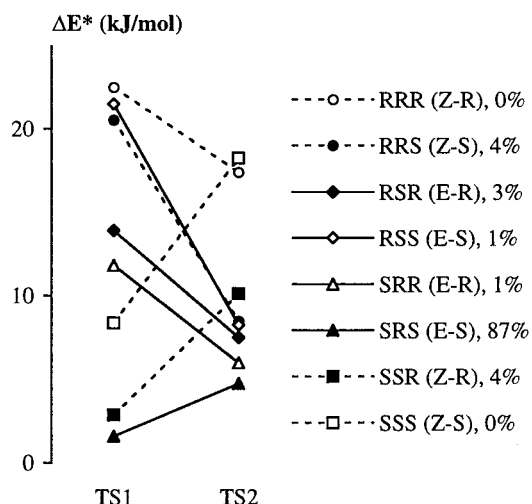 ΔE* (kJ/mol)
20
10
0
TS1
TS2
RRR (Z-R), 0%
RRS (Z-S), 4%
RSR (E-R), 3%
RSS (E-S), 1%
SRR (E-R), 1%
SRS (E-S), 87%
SSR (Z-R), 4%
SSS (Z-S), 0%